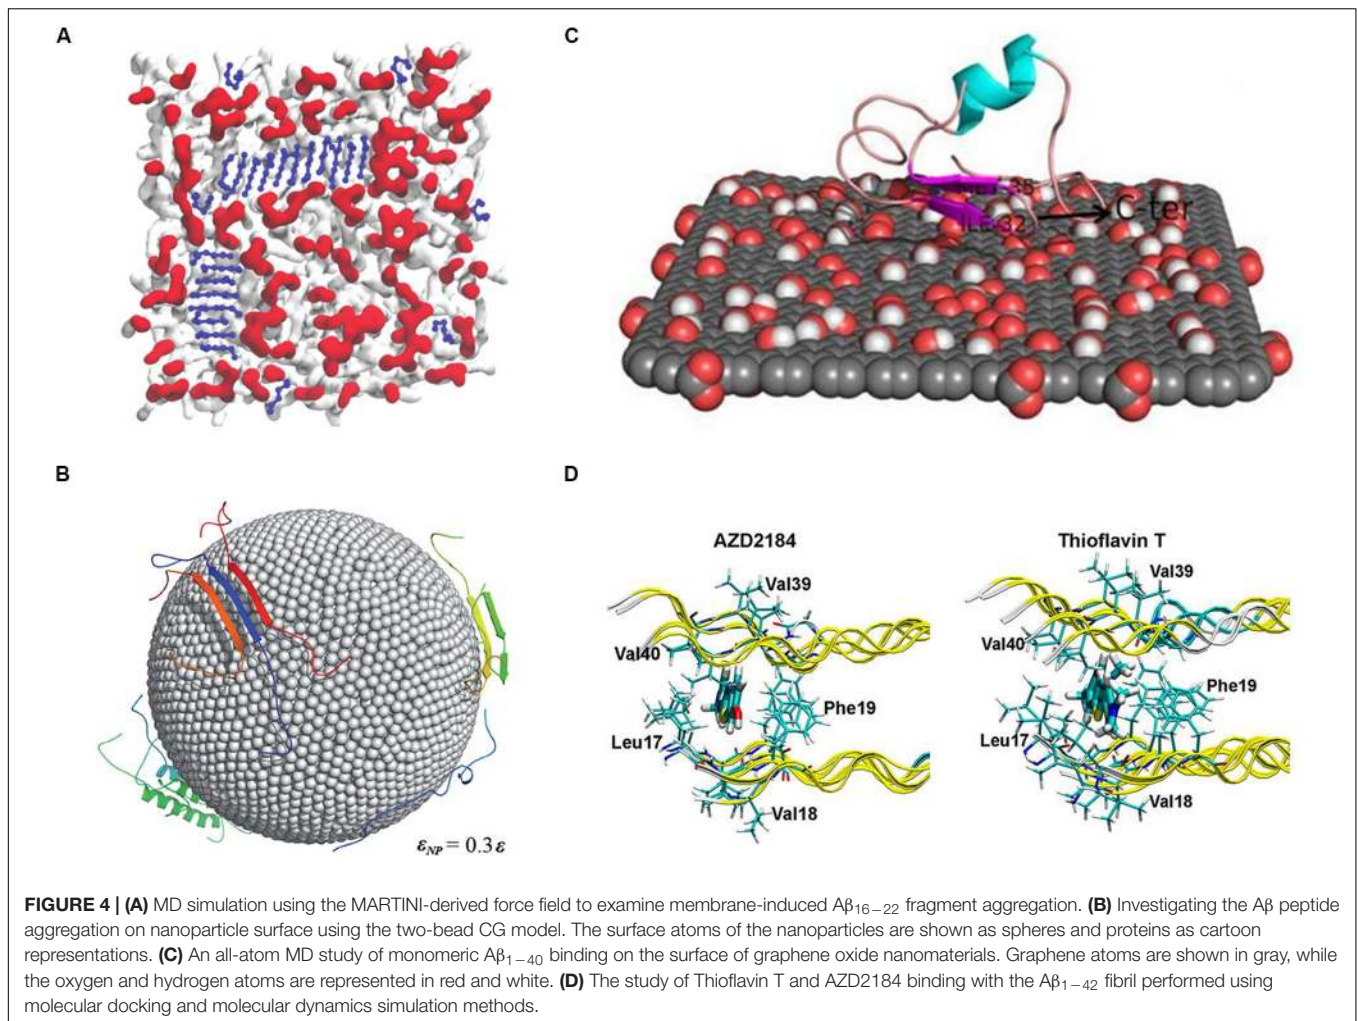 A
C
MET-35
ILE-32
C-ter
B
D
AZD2184
Thioflavin T
Val39
Val39
Val40
Val40
Phe19
Phe19
Leu17
Leu17
Val18
Val18
εNP = 0.3ε
FIGURE 4 | (A) MD simulation using the MARTINI-derived force field to examine membrane-induced Aβ16−22 fragment aggregation. (B) Investigating the Aβ peptide
aggregation on nanoparticle surface using the two-bead CG model. The surface atoms of the nanoparticles are shown as spheres and proteins as cartoon
representations. (C) An all-atom MD study of monomeric Aβ1−40 binding on the surface of graphene oxide nanomaterials. Graphene atoms are shown in gray, while
the oxygen and hydrogen atoms are represented in red and white. (D) The study of Thioflavin T and AZD2184 binding with the Aβ1−42 fibril performed using
molecular docking and molecular dynamics simulation methods.